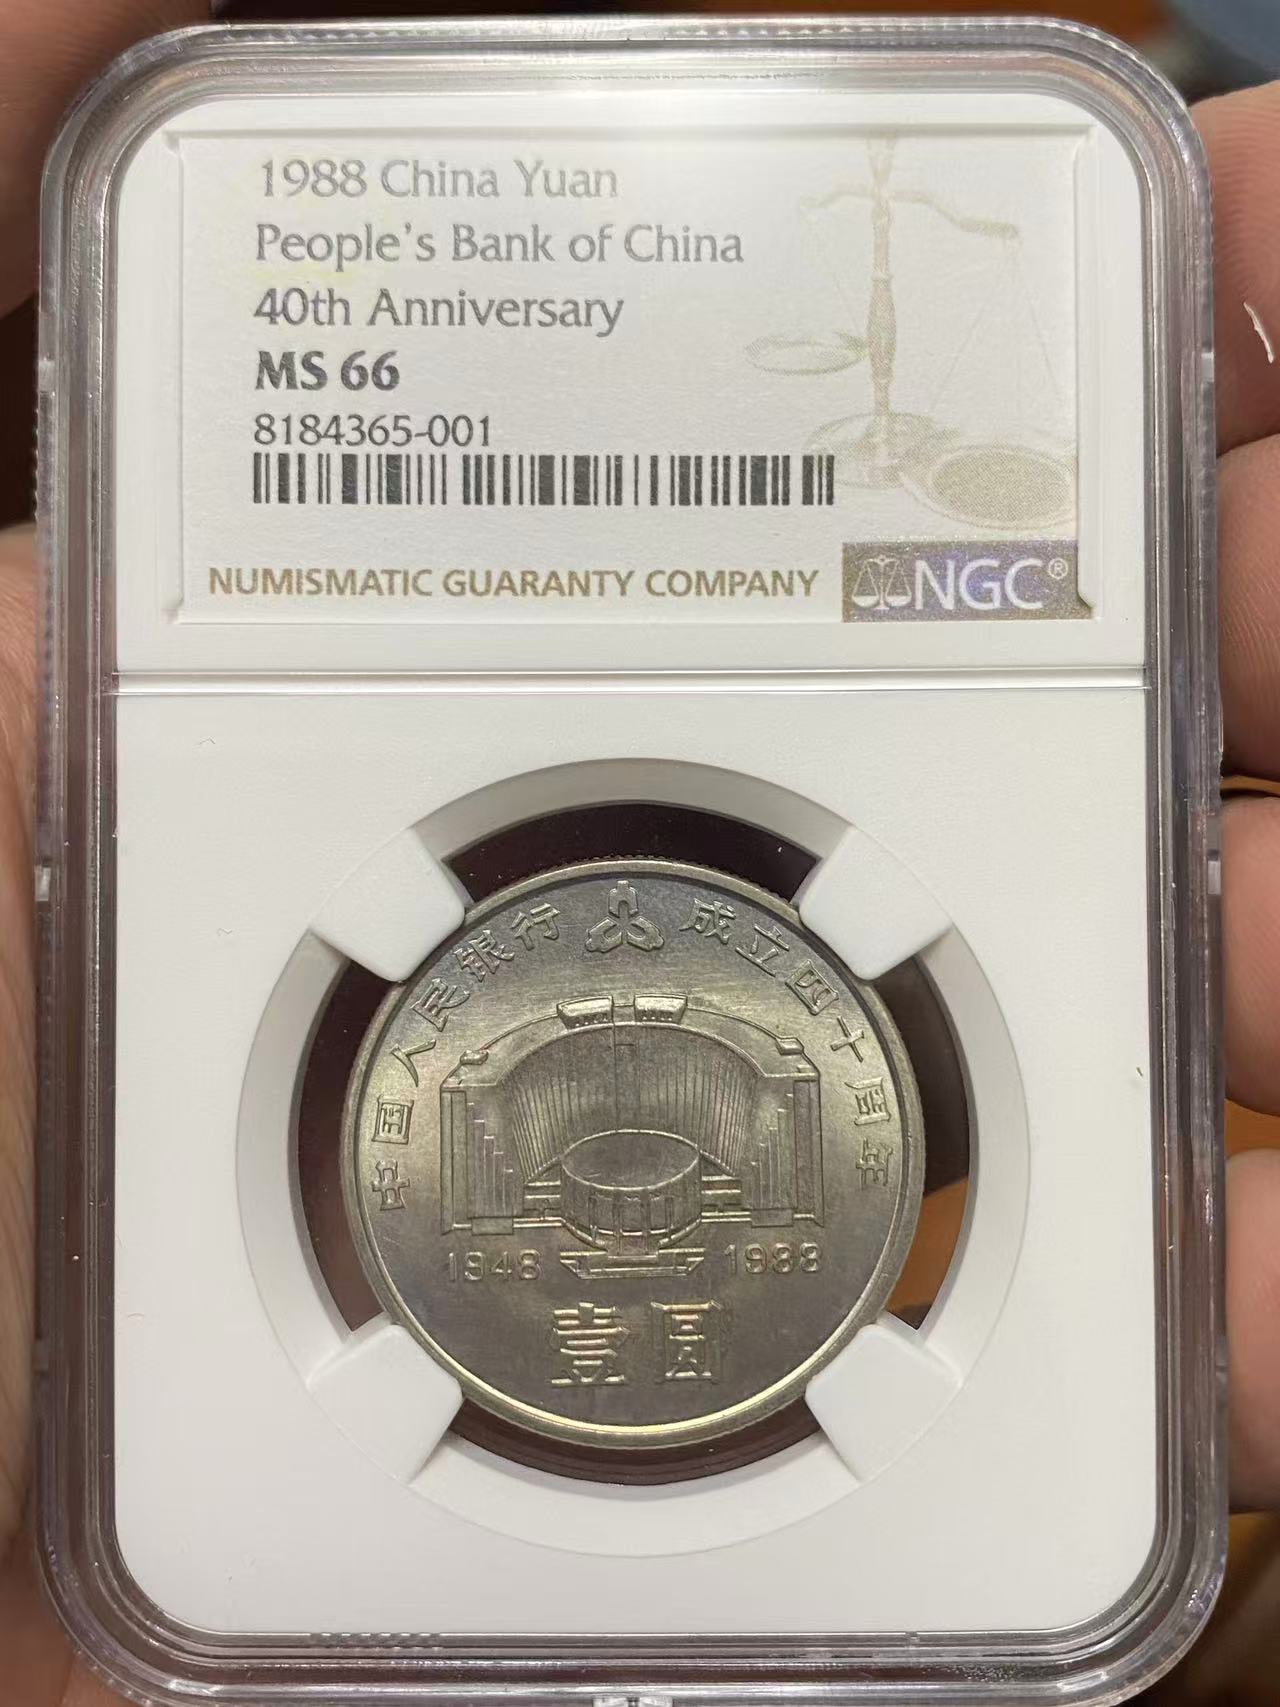 1988 China Yuan
People's Bank of China
40th Anniversary
MS 66
8184365-001
NUMISMATIC GUARANTY COMPANY
NGC®
中国人民银行 成立四十周年
1948 1988
壹圆